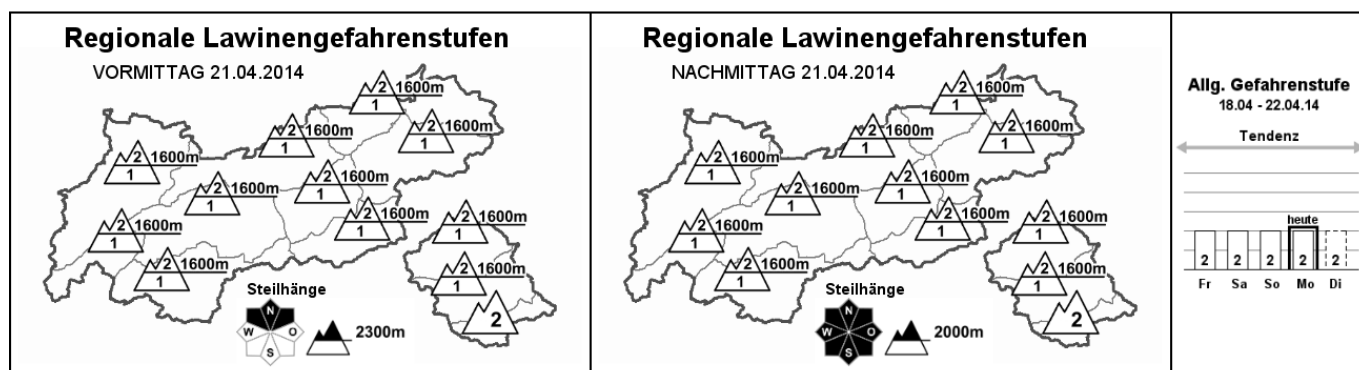 Regionale Lawinengefahrenstufen
VORMITTAG 21.04.2014
2 1600m
1
2 1600m
1
2 1600m
1
2 1600m
1
2 1600m
1
2 1600m
1
2 1600m
1
2 1600m
1
2 1600m
1
2 1600m
1
2 1600m
1
2
Steilhänge
N
W O
S
2300m
Regionale Lawinengefahrenstufen
NACHMITTAG 21.04.2014
2 1600m
1
2 1600m
1
2 1600m
1
2 1600m
1
2 1600m
1
2 1600m
1
2 1600m
1
2 1600m
1
2 1600m
1
2 1600m
1
2 1600m
1
2
Steilhänge
N
W O
S
2000m
Allg. Gefahrenstufe
18.04 - 22.04.14
Tendenz
heute
2 2 2 2 2
Fr Sa So Mo Di